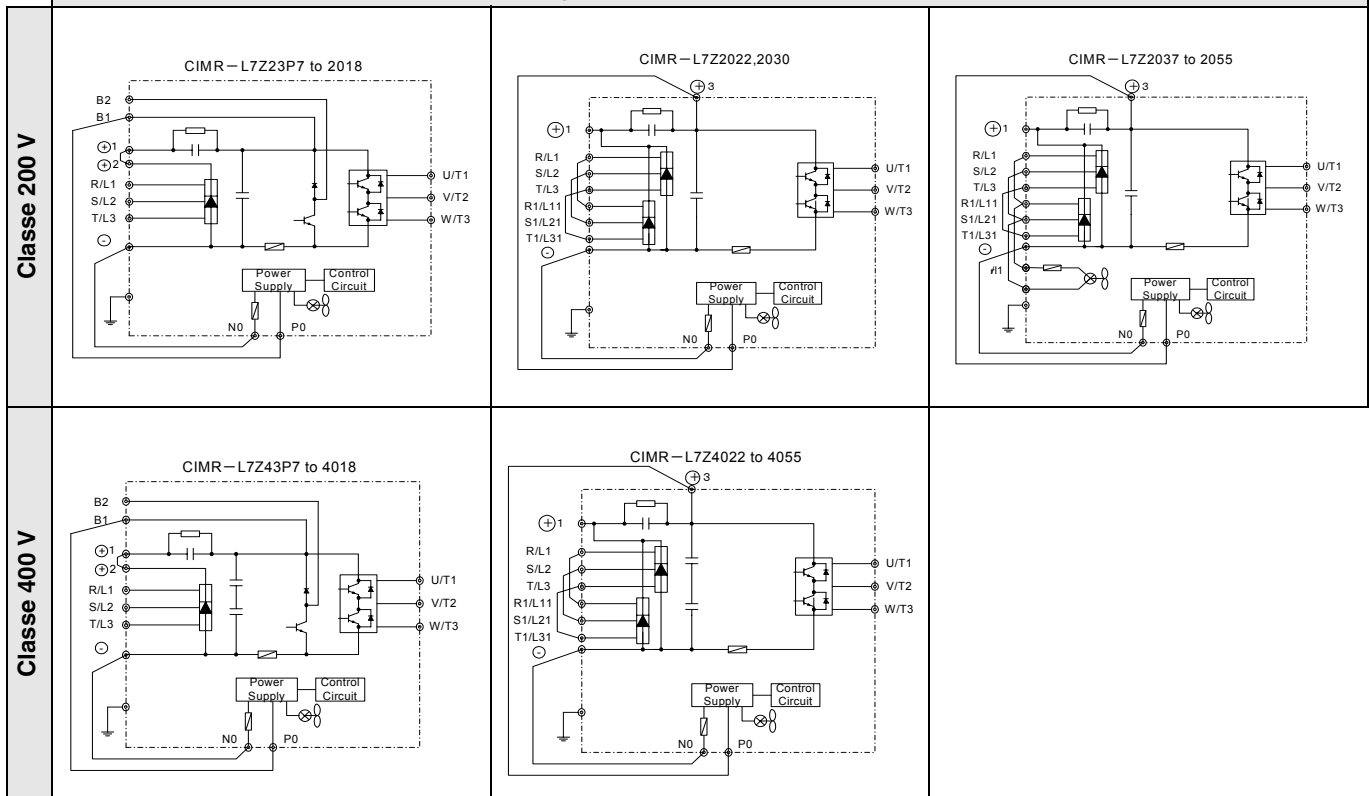 Classe 200 V
CIMR－L7Z23P7 to 2018
B2
B1
⊕1
⊕2
R/L1
S/L2
T/L3
⊖
U/T1
V/T2
W/T3
Power Supply
Control Circuit
N0
P0
CIMR－L7Z2022,2030
⊕3
⊕1
R/L1
S/L2
T/L3
R1/L11
S1/L21
T1/L31
⊖
U/T1
V/T2
W/T3
Power Supply
Control Circuit
N0
P0
CIMR－L7Z2037 to 2055
⊕3
⊕1
R/L1
S/L2
T/L3
R1/L11
S1/L21
T1/L31
⊖
U/T1
V/T2
W/T3
Power Supply
Control Circuit
N0
P0
Classe 400 V
CIMR－L7Z43P7 to 4018
B2
B1
⊕1
⊕2
R/L1
S/L2
T/L3
⊖
U/T1
V/T2
W/T3
Power Supply
Control Circuit
N0
P0
CIMR－L7Z4022 to 4055
⊕3
⊕1
R/L1
S/L2
T/L3
R1/L11
S1/L21
T1/L31
⊖
U/T1
V/T2
W/T3
Power Supply
Control Circuit
N0
P0